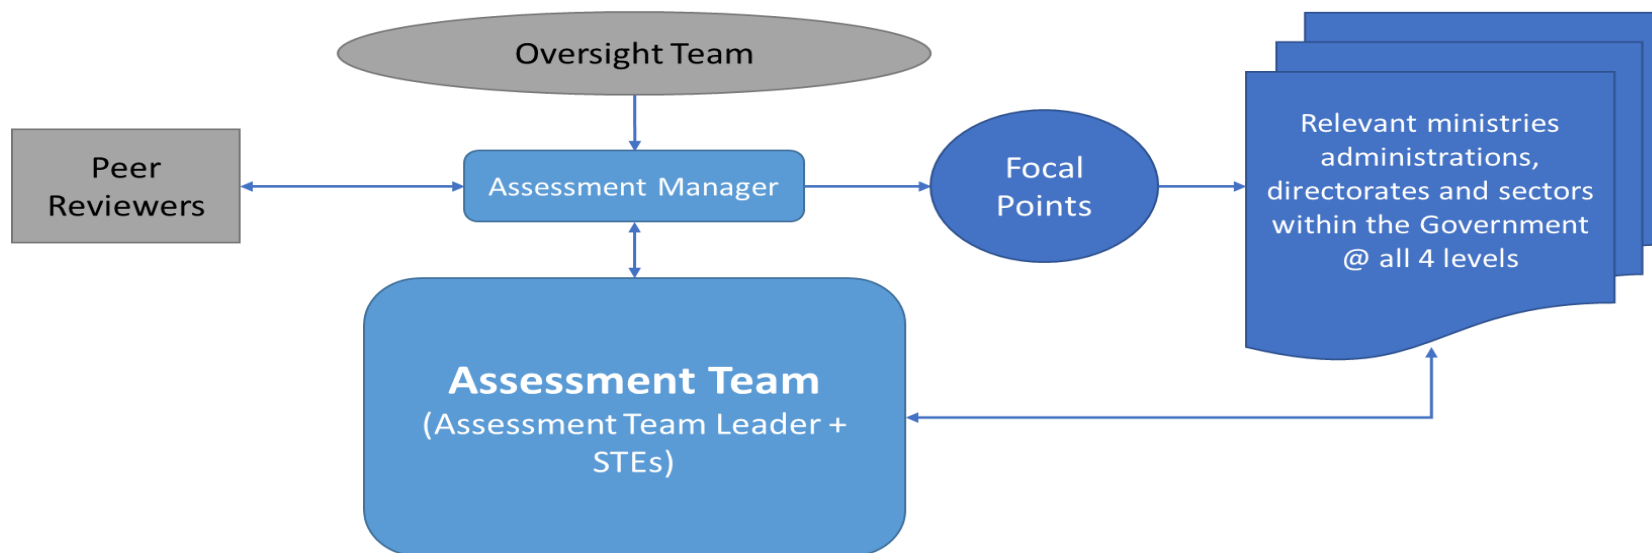 Oversight Team
Peer
Reviewers
Assessment Manager
Focal
Points
Relevant ministries
administrations,
directorates and sectors
within the Government
@ all 4 levels
Assessment Team
(Assessment Team Leader +
STEs)